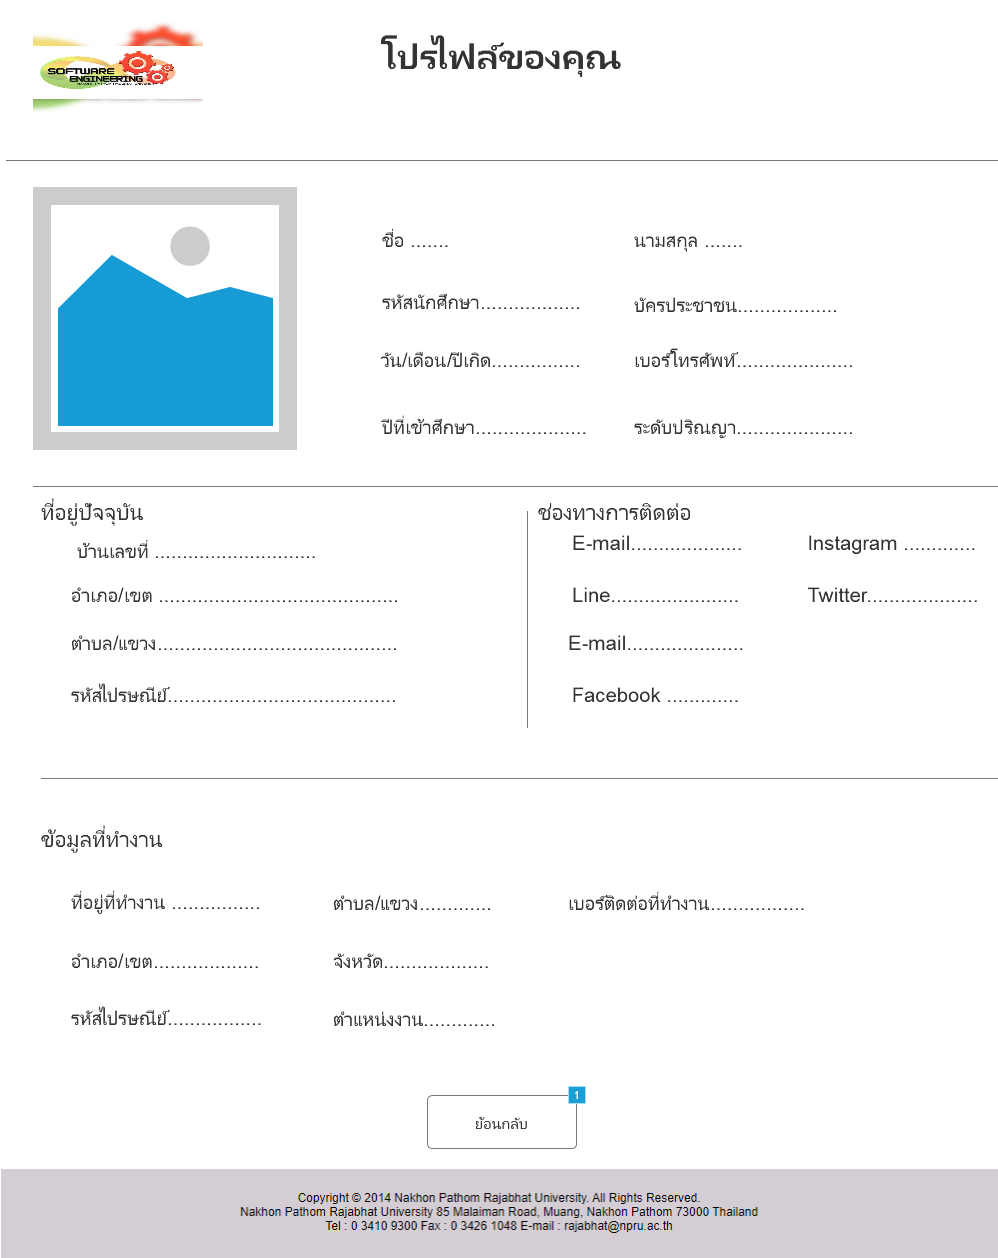 SOFTWARE
ENGINEERING
โปรไฟล์ของคุณ
ชื่อ ....... นามสกุล .......
รหัสนักศึกษา.................. บัครประชาชน..................
วัน/เดือน/ปีเกิด................ เบอร์โทรศัพท์.....................
ปีที่เข้าศึกษา.................... ระดับปริณญา.....................
ที่อยู่ปัจจุบัน
บ้านเลขที่ .............................
อำเภอ/เขต ...........................................
ตำบล/แขวง...........................................
รหัสไปรษณีย์.........................................
ช่องทางการติดต่อ
E-mail.................... Instagram .............
Line....................... Twitter....................
E-mail.....................
Facebook .............
ข้อมูลที่ทำงาน
ที่อยู่ที่ทำงาน ................ ตำบล/แขวง............. เบอร์ติดต่อที่ทำงาน.................
อำเภอ/เขต................... จังหวัด...................
รหัสไปรษณีย์................. ตำแหน่งงาน.............
1
ย้อนกลับ
Copyright © 2014 Nakhon Pathom Rajabhat University. All Rights Reserved.
Nakhon Pathom Rajabhat University 85 Malaiman Road, Muang, Nakhon Pathom 73000 Thailand
Tel : 0 3410 9300 Fax : 0 3426 1048 E-mail : rajabhat@npru.ac.th